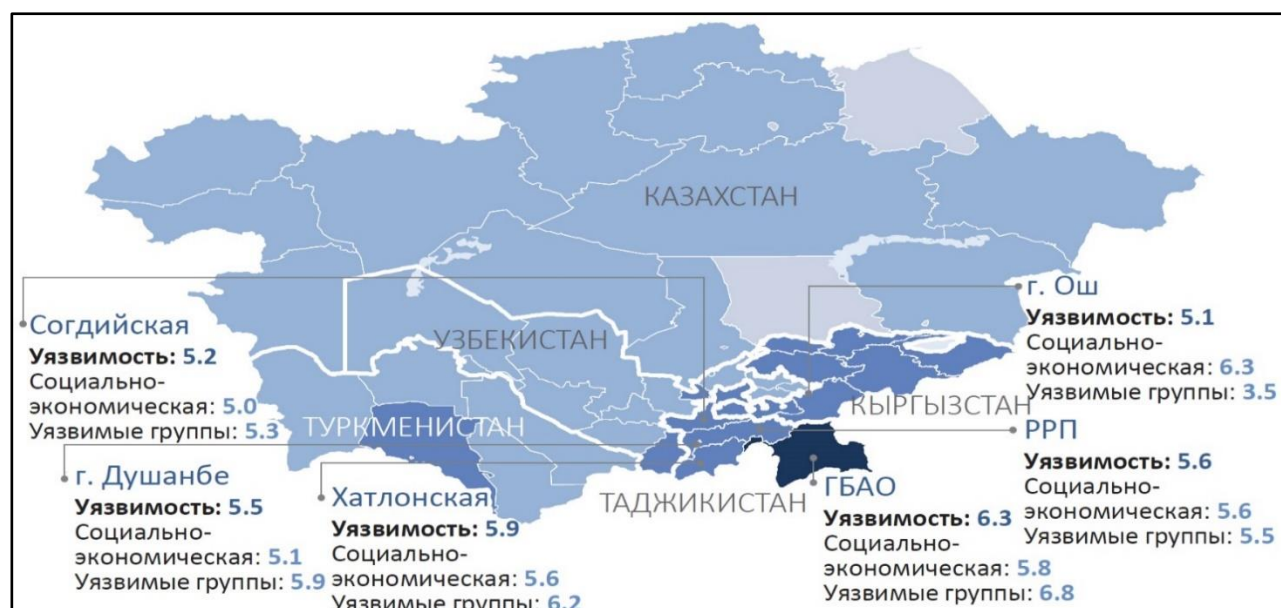 КАЗАХСТАН
УЗБЕКИСТАН
ТУРКМЕНИСТАН
КЫРГЫЗСТАН
ТАДЖИКИСТАН
Согдийская
Уязвимость: 5.2
Социально-
экономическая: 5.0
Уязвимые группы: 5.3
г. Душанбе
Уязвимость: 5.5
Социально-
экономическая: 5.1
Уязвимые группы: 5.9
Хатлонская
Уязвимость: 5.9
Социально-
экономическая: 5.6
Уязвимые группы: 6.2
ГБАО
Уязвимость: 6.3
Социально-
экономическая: 5.8
Уязвимые группы: 6.8
г. Ош
Уязвимость: 5.1
Социально-
экономическая: 6.3
Уязвимые группы: 3.5
РРП
Уязвимость: 5.6
Социально-
экономическая: 5.6
Уязвимые группы: 5.5